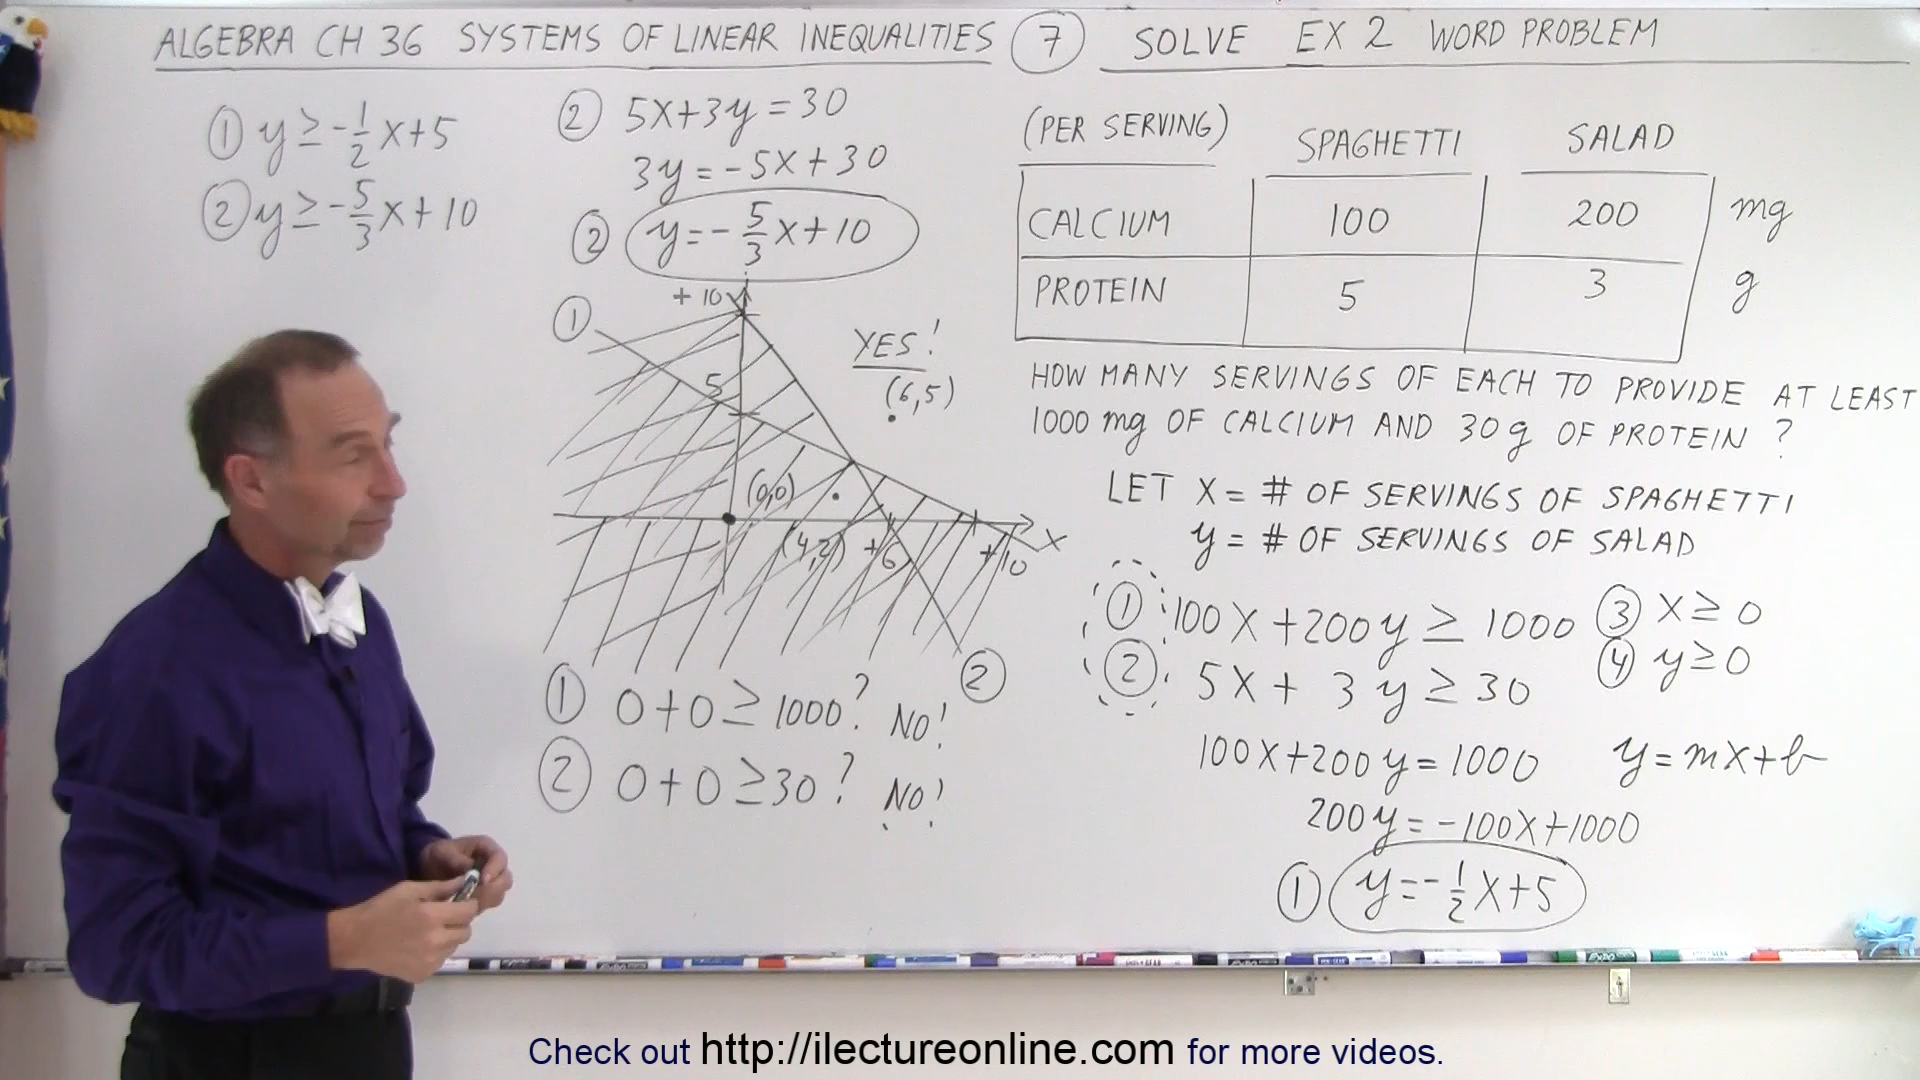 ALGEBRA CH 36 SYSTEMS OF LINEAR INEQUALITIES ⑦ SOLVE EX 2 WORD PROBLEM
① y ≥ -1/2 x + 5
② y ≥ -5/3 x + 10
② 5x + 3y = 30
3y = -5x + 30
② y = -5/3 x + 10
+10
①
5
YES!
(6,5)
(0,0)
(4,2)
+6
+10
x
②
① 0 + 0 ≥ 1000? NO!
② 0 + 0 ≥ 30? NO!
(PER SERVING) SPAGHETTI SALAD
CALCIUM 100 200 mg
PROTEIN 5 3 g
HOW MANY SERVINGS OF EACH TO PROVIDE AT LEAST
1000 mg OF CALCIUM AND 30 g OF PROTEIN ?
LET X = # OF SERVINGS OF SPAGHETTI
y = # OF SERVINGS OF SALAD
① 100X + 200y ≥ 1000 ③ X ≥ 0
② 5X + 3y ≥ 30 ④ y ≥ 0
100X + 200y = 1000 y = mX + b
200y = -100X + 1000
① y = -1/2 X + 5
Check out http://ilectureonline.com for more videos.